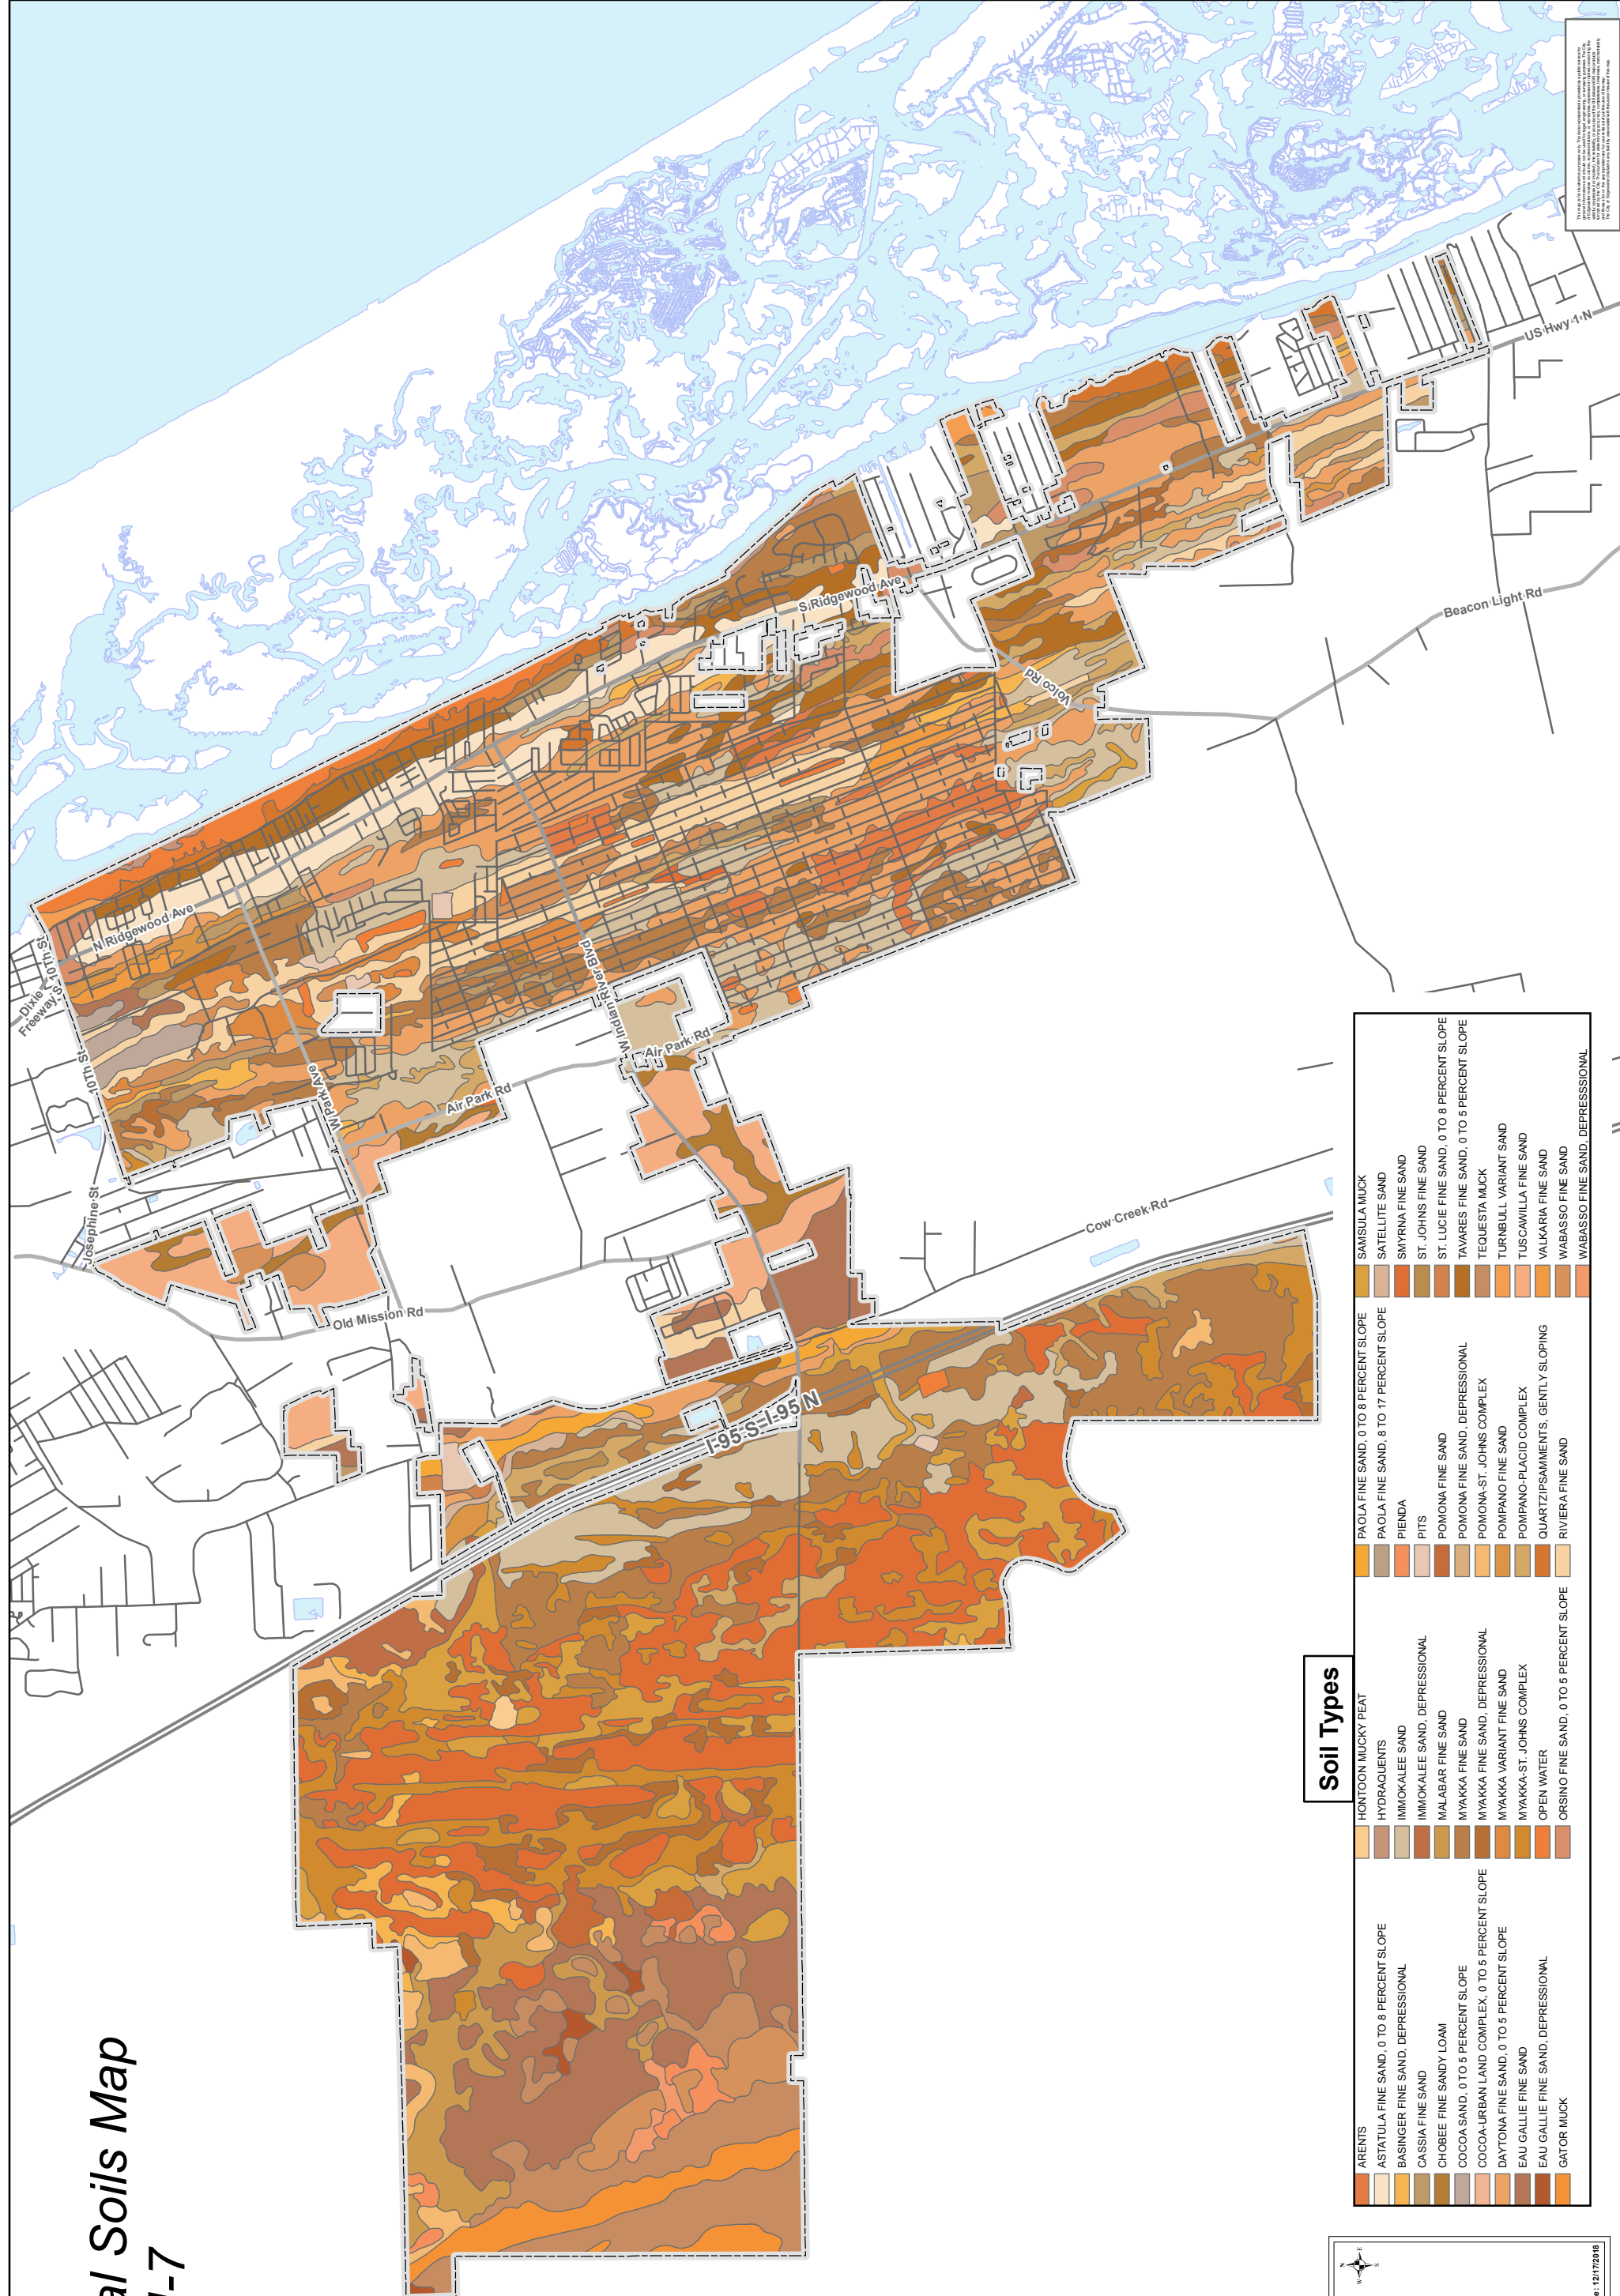 al Soils Map
-7
10Th St
Dixie
Freeway S
10Th St
N Ridgewood Ave
Josephine St
W Park Ave
Air Park Rd
W Indian River Blvd
Air Park Rd
Old Mission Rd
S Ridgewood Ave
Volco Rd
US Hwy 1 N
Beacon Light Rd
Cow Creek Rd
I-95 S-I-95 N
Soil Types
ARENTS
ASTATULA FINE SAND, 0 TO 8 PERCENT SLOPE
BASINGER FINE SAND, DEPRESSIONAL
CASSIA FINE SAND
CHOBEE FINE SANDY LOAM
COCOA SAND, 0 TO 5 PERCENT SLOPE
COCOA-URBAN LAND COMPLEX, 0 TO 5 PERCENT SLOPE
DAYTONA FINE SAND, 0 TO 5 PERCENT SLOPE
EAU GALLIE FINE SAND
EAU GALLIE FINE SAND, DEPRESSIONAL
GATOR MUCK
HONTOON MUCKY PEAT
HYDRAQUENTS
IMMOKALEE SAND
IMMOKALEE SAND, DEPRESSIONAL
MALABAR FINE SAND
MYAKKA FINE SAND
MYAKKA FINE SAND, DEPRESSIONAL
MYAKKA VARIANT FINE SAND
MYAKKA-ST. JOHNS COMPLEX
OPEN WATER
ORSINO FINE SAND, 0 TO 5 PERCENT SLOPE
PAOLA FINE SAND, 0 TO 8 PERCENT SLOPE
PAOLA FINE SAND, 8 TO 17 PERCENT SLOPE
PIENDA
PITS
POMONA FINE SAND
POMONA FINE SAND, DEPRESSIONAL
POMONA-ST. JOHNS COMPLEX
POMPANO FINE SAND
POMPANO-PLACID COMPLEX
QUARTZIPSAMMENTS, GENTLY SLOPING
RIVIERA FINE SAND
SAMSULA MUCK
SATELLITE SAND
SMYRNA FINE SAND
ST. JOHNS FINE SAND
ST. LUCIE FINE SAND, 0 TO 8 PERCENT SLOPE
TAVARES FINE SAND, 0 TO 5 PERCENT SLOPE
TEQUESTA MUCK
TURNBULL VARIANT SAND
TUSCAWILLA FINE SAND
VALKARIA FINE SAND
WABASSO FINE SAND
WABASSO FINE SAND, DEPRESSIONAL
N
W E
S
e: 12/17/2018